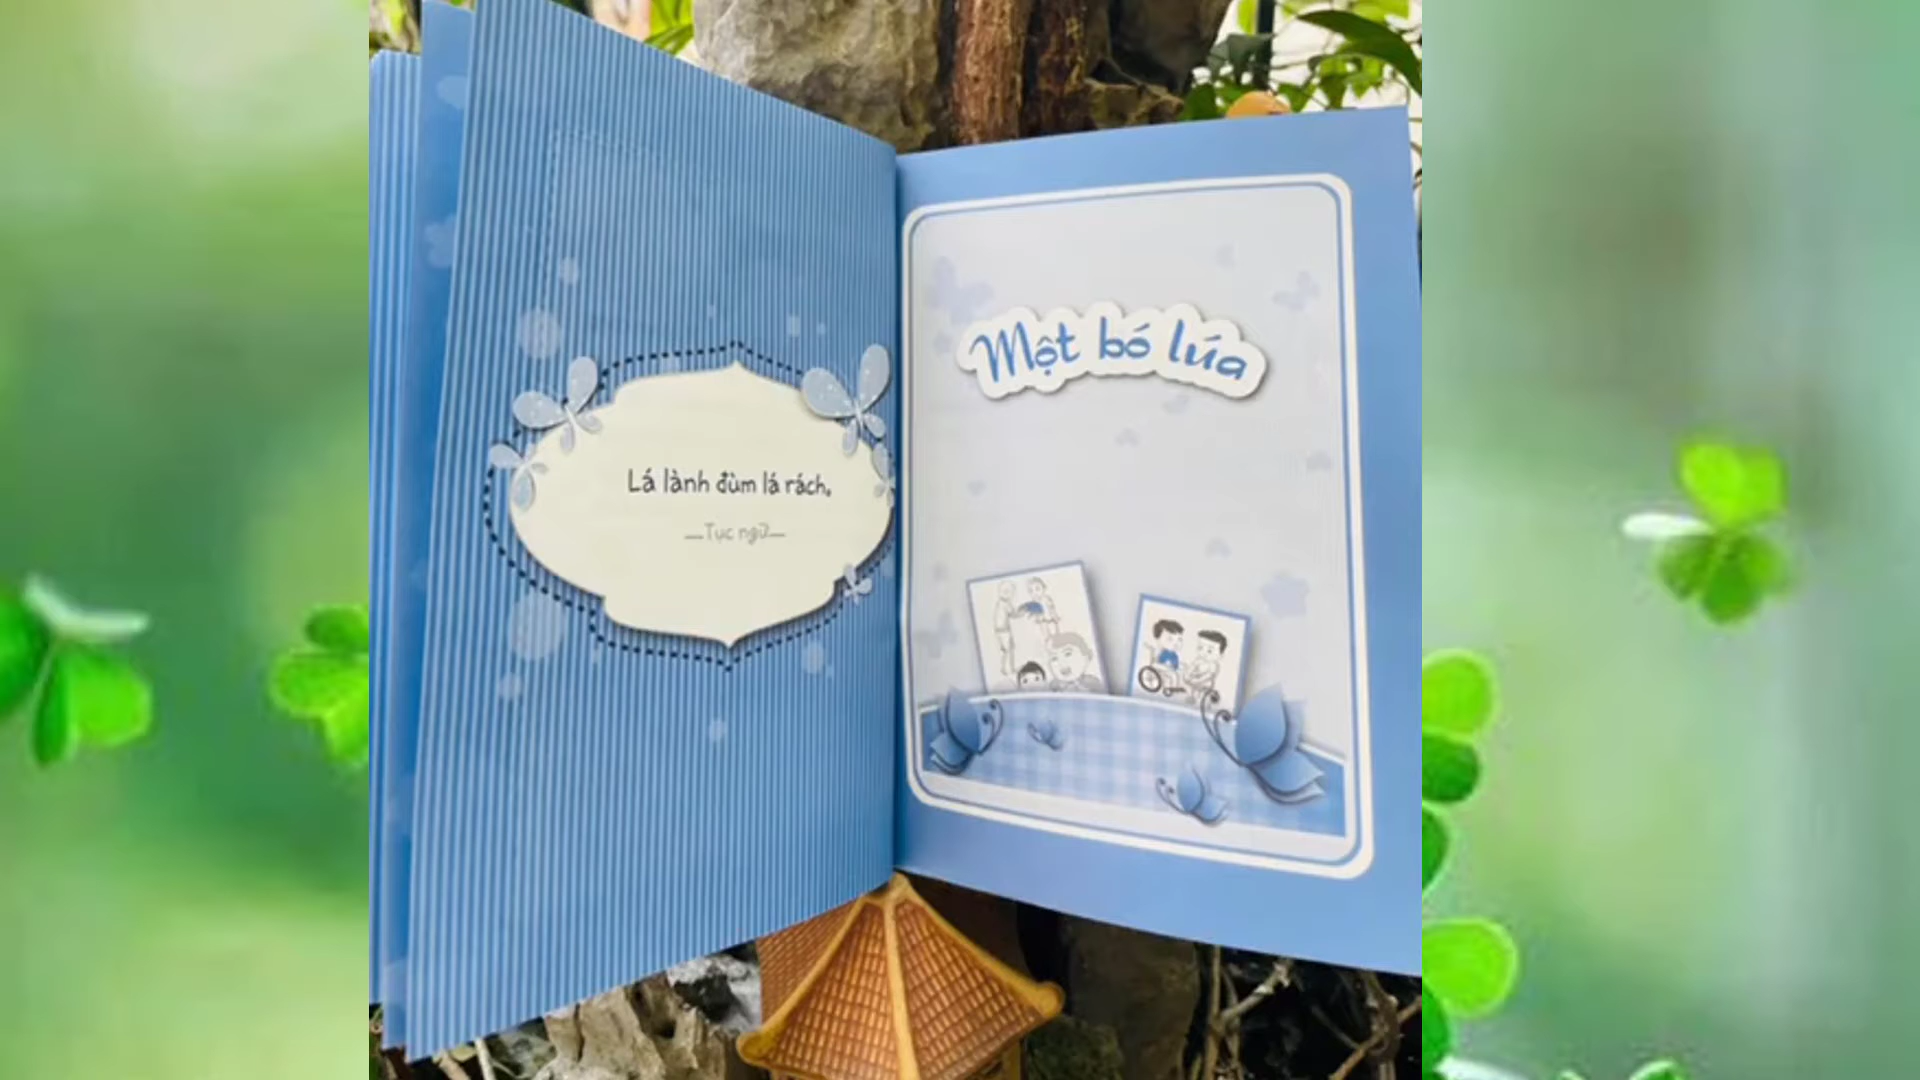 Lá lành đùm lá rách.
—Tục ngữ—
Một bó lúa